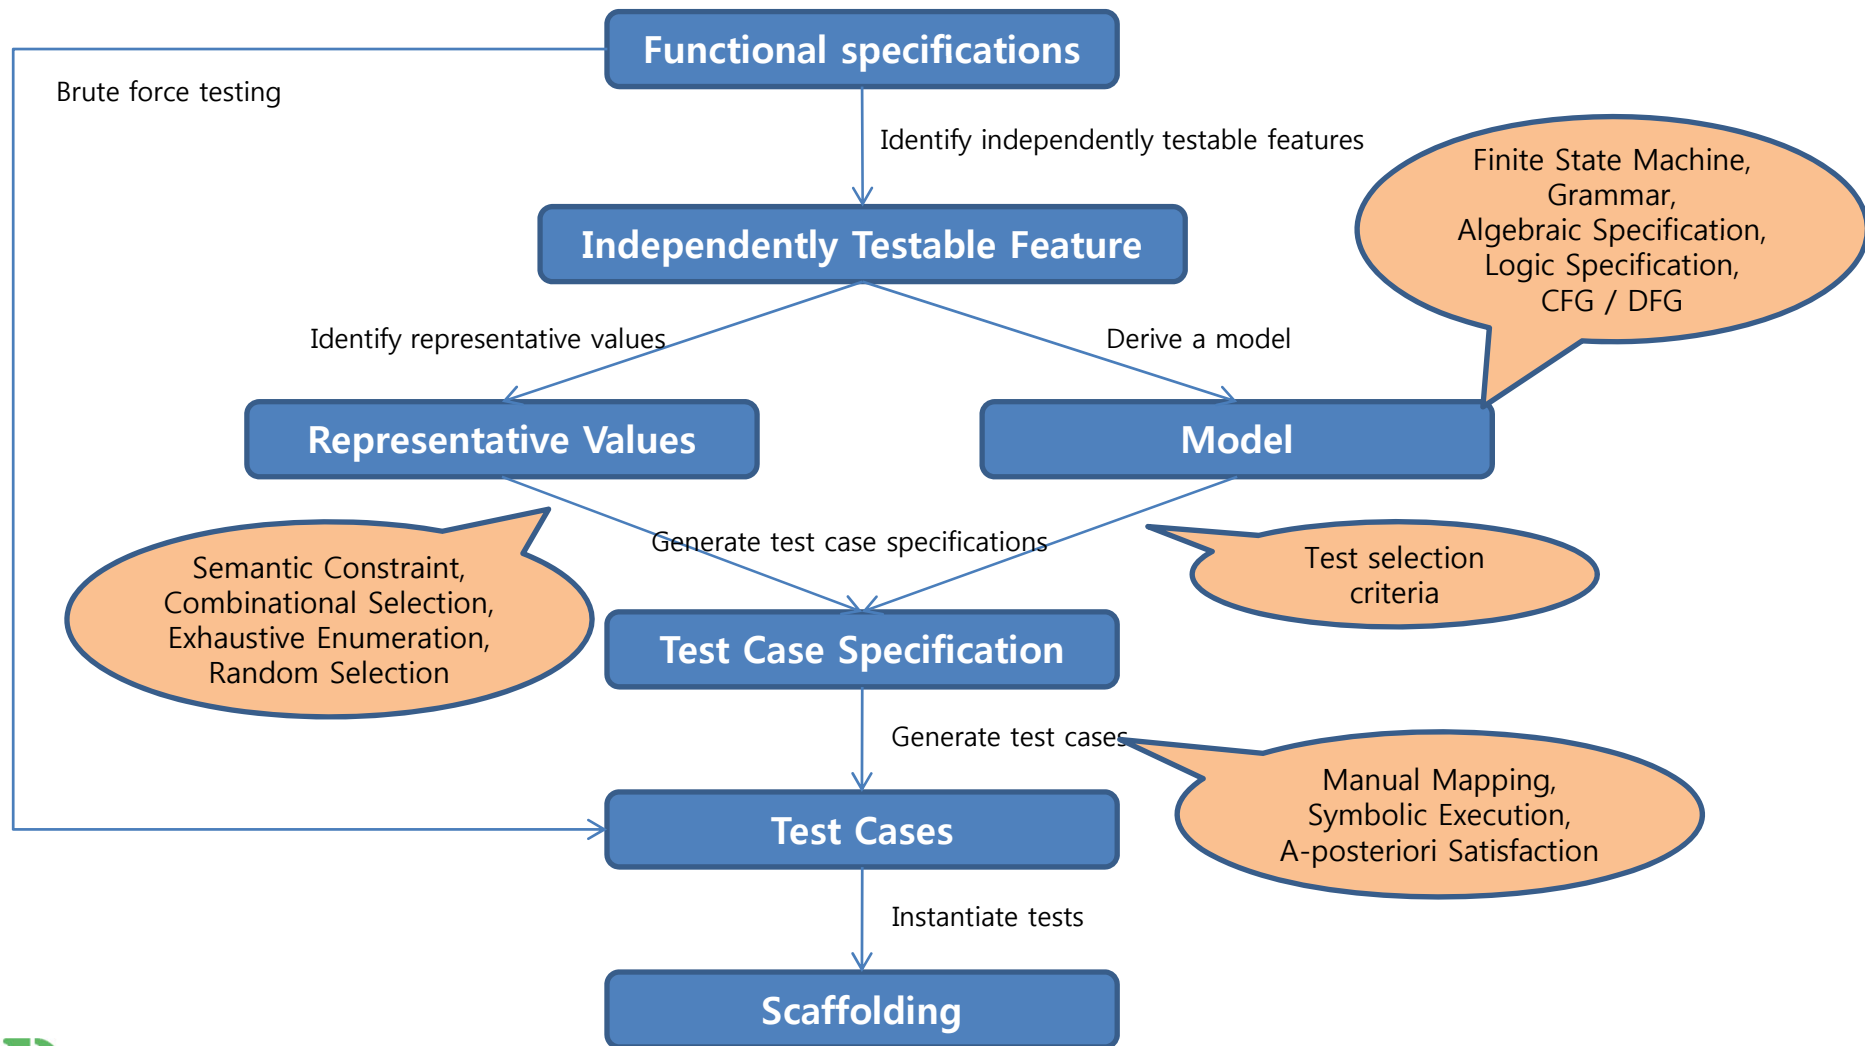 Functional specifications
Brute force testing
Identify independently testable features
Finite State Machine,
Grammar,
Algebraic Specification,
Logic Specification,
CFG / DFG
Independently Testable Feature
Identify representative values
Derive a model
Representative Values
Model
Generate test case specifications
Semantic Constraint,
Combinational Selection,
Exhaustive Enumeration,
Random Selection
Test selection
criteria
Test Case Specification
Generate test cases
Manual Mapping,
Symbolic Execution,
A-posteriori Satisfaction
Test Cases
Instantiate tests
Scaffolding